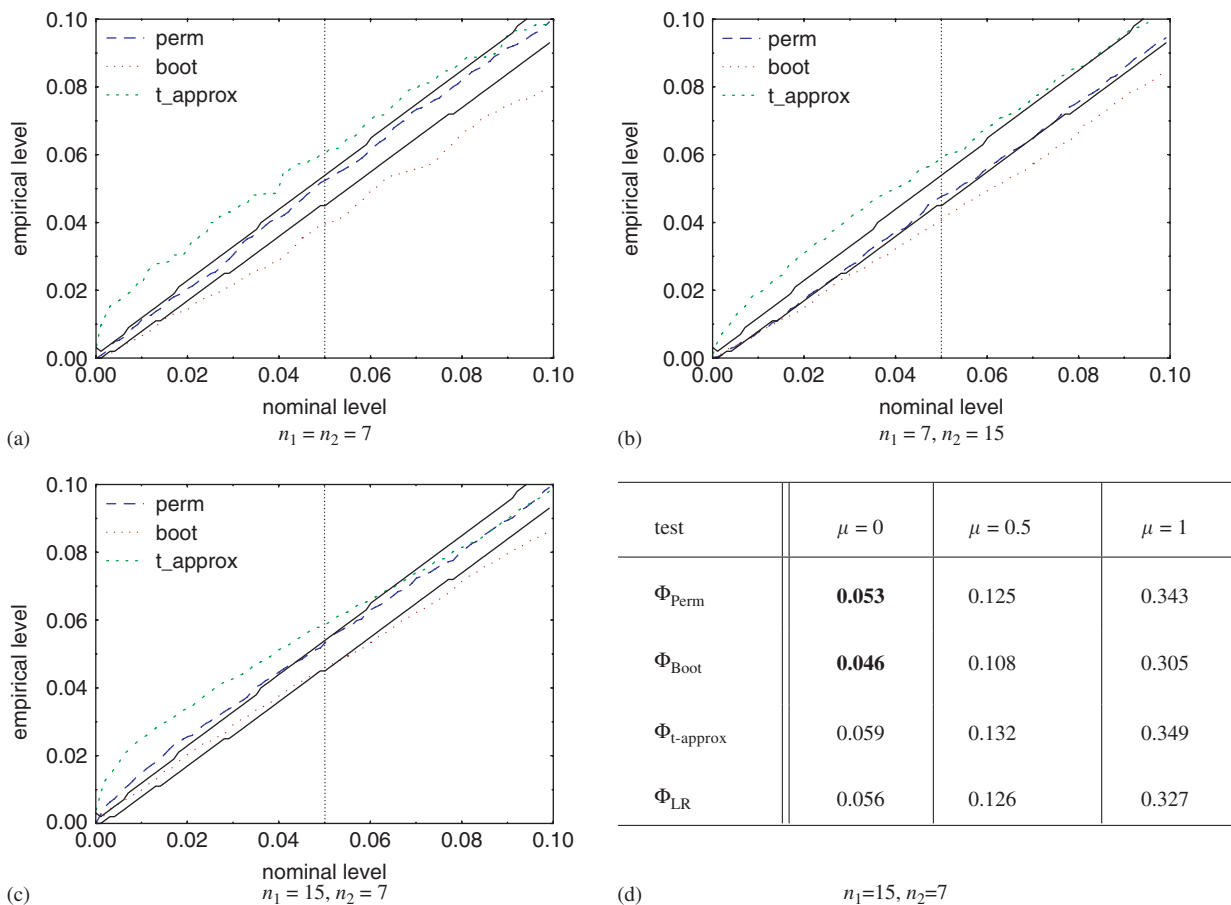 0.10
0.08
0.06
0.04
0.02
0.00
empirical level
perm
boot
t_approx
0.00 0.02 0.04 0.06 0.08 0.10
nominal level
(a) n₁ = n₂ = 7
0.10
0.08
0.06
0.04
0.02
0.00
empirical level
perm
boot
t_approx
0.00 0.02 0.04 0.06 0.08 0.10
nominal level
(b) n₁ = 7, n₂ = 15
0.10
0.08
0.06
0.04
0.02
0.00
empirical level
perm
boot
t_approx
0.00 0.02 0.04 0.06 0.08 0.10
nominal level
(c) n₁ = 15, n₂ = 7
test μ = 0 μ = 0.5 μ = 1
Φ_Perm 0.053 0.125 0.343
Φ_Boot 0.046 0.108 0.305
Φ_t-approx 0.059 0.132 0.349
Φ_LR 0.056 0.126 0.327
(d) n₁=15, n₂=7